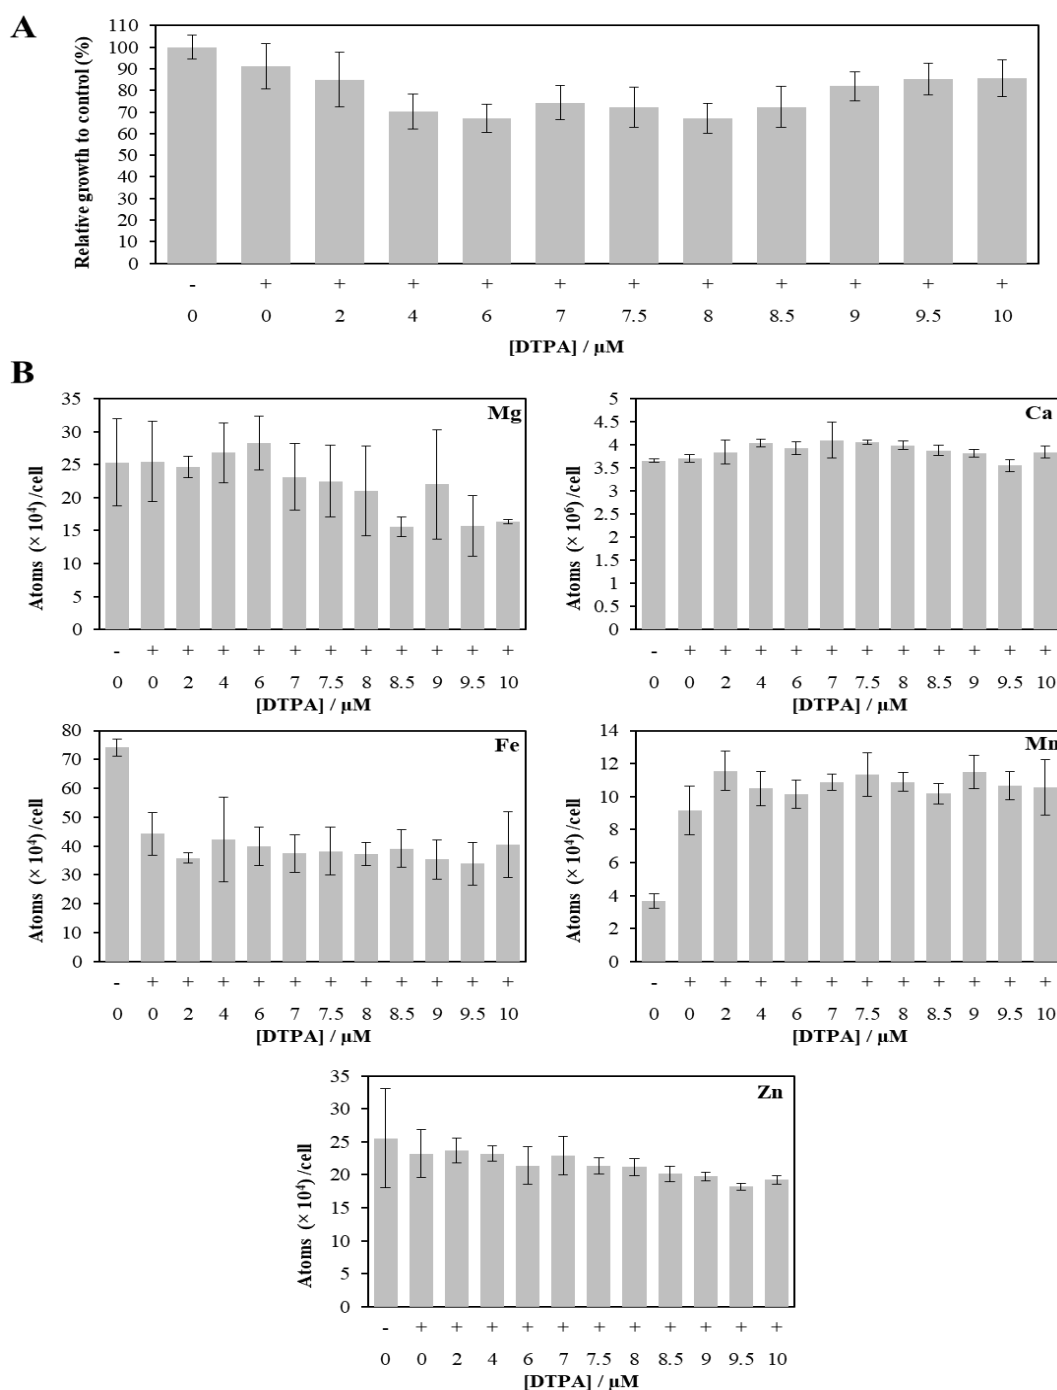 A
Relative growth to control (%)
110
100
90
80
70
60
50
40
30
20
10
0
- + + + + + + + + + + +
0 0 2 4 6 7 7.5 8 8.5 9 9.5 10
[DTPA] / μM
B
Mg
Atoms (× 10⁴) /cell
35
30
25
20
15
10
5
0
- + + + + + + + + + + +
0 0 2 4 6 7 7.5 8 8.5 9 9.5 10
[DTPA] / μM
Ca
Atoms (× 10⁶) /cell
5
4.5
4
3.5
3
2.5
2
1.5
1
0.5
0
- + + + + + + + + + + +
0 0 2 4 6 7 7.5 8 8.5 9 9.5 10
[DTPA] / μM
Fe
Atoms (× 10⁴) /cell
80
70
60
50
40
30
20
10
0
- + + + + + + + + + + +
0 0 2 4 6 7 7.5 8 8.5 9 9.5 10
[DTPA] / μM
Mn
Atoms (× 10⁴) /cell
14
12
10
8
6
4
2
0
- + + + + + + + + + + +
0 0 2 4 6 7 7.5 8 8.5 9 9.5 10
[DTPA] / μM
Zn
Atoms (× 10⁴) /cell
35
30
25
20
15
10
5
0
- + + + + + + + + + + +
0 0 2 4 6 7 7.5 8 8.5 9 9.5 10
[DTPA] / μM